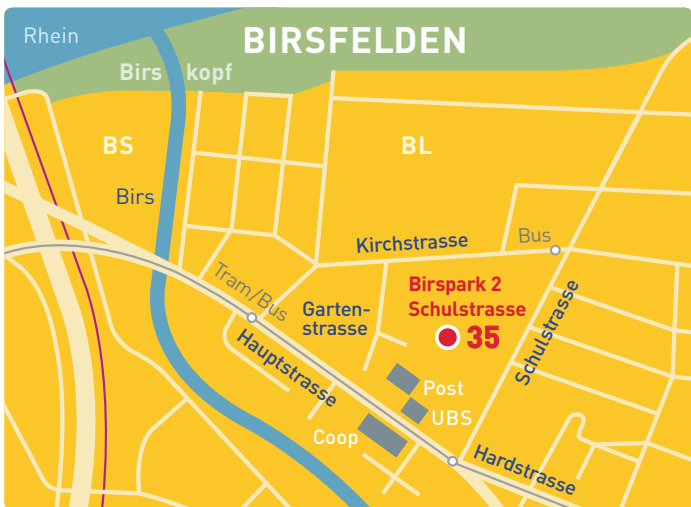 Rhein
BIRSFELDEN
Birs kopf
BS
BL
Birs
Kirchstrasse
Bus
Tram/Bus
Garten-
strasse
Birspark 2
Schulstrasse
35
Schulstrasse
Hauptstrasse
Post
UBS
Coop
Hardstrasse